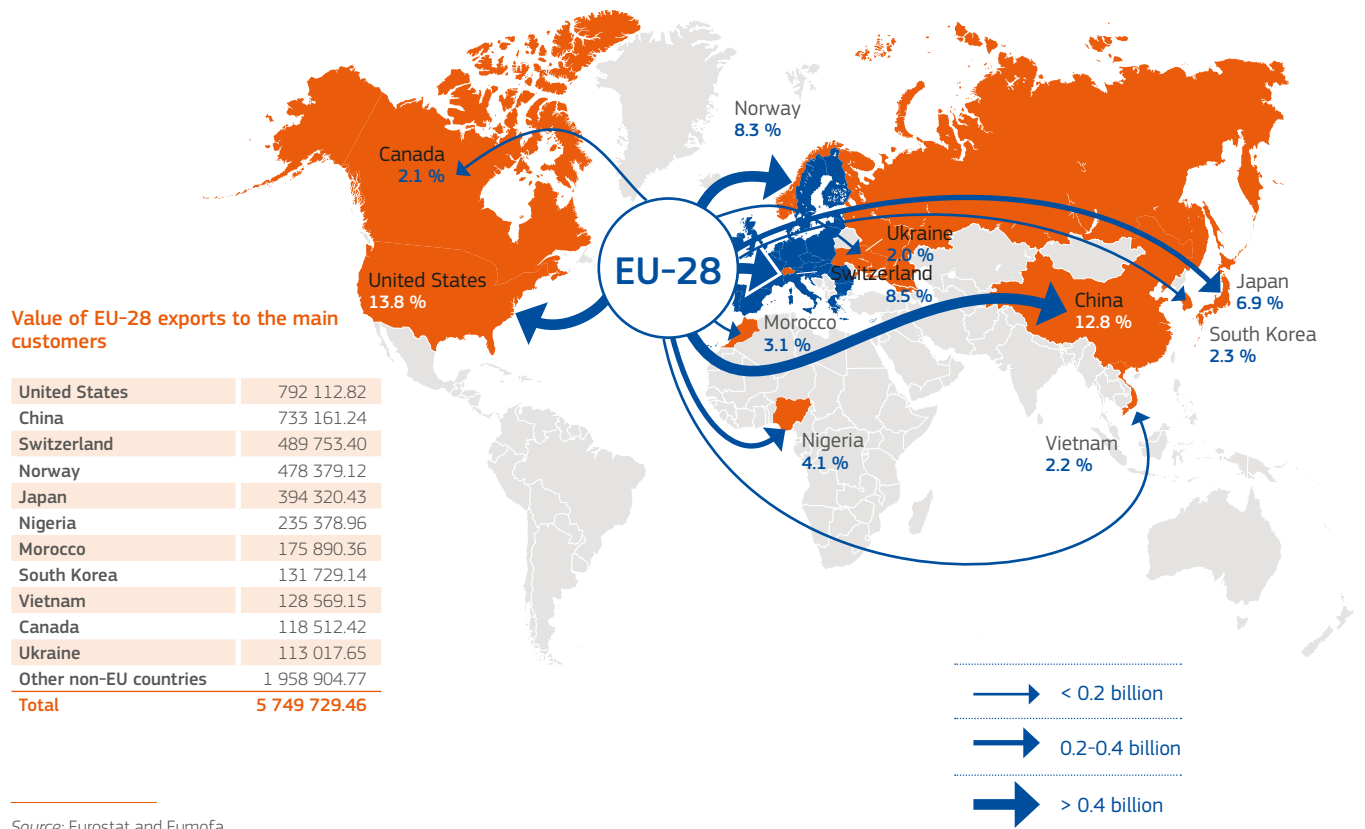 Norway
8.3 %
Canada
2.1 %
Ukraine
2.0 %
EU-28
Switzerland
8.5 %
United States
13.8 %
Japan
6.9 %
China
12.8 %
Morocco
3.1 %
South Korea
2.3 %
Nigeria
4.1 %
Vietnam
2.2 %
Value of EU-28 exports to the main
customers
United States 792 112.82
China 733 161.24
Switzerland 489 753.40
Norway 478 379.12
Japan 394 320.43
Nigeria 235 378.96
Morocco 175 890.36
South Korea 131 729.14
Vietnam 128 569.15
Canada 118 512.42
Ukraine 113 017.65
Other non-EU countries 1 958 904.77
Total 5 749 729.46
< 0.2 billion
0.2-0.4 billion
> 0.4 billion
Source: Eurostat and Eumofa